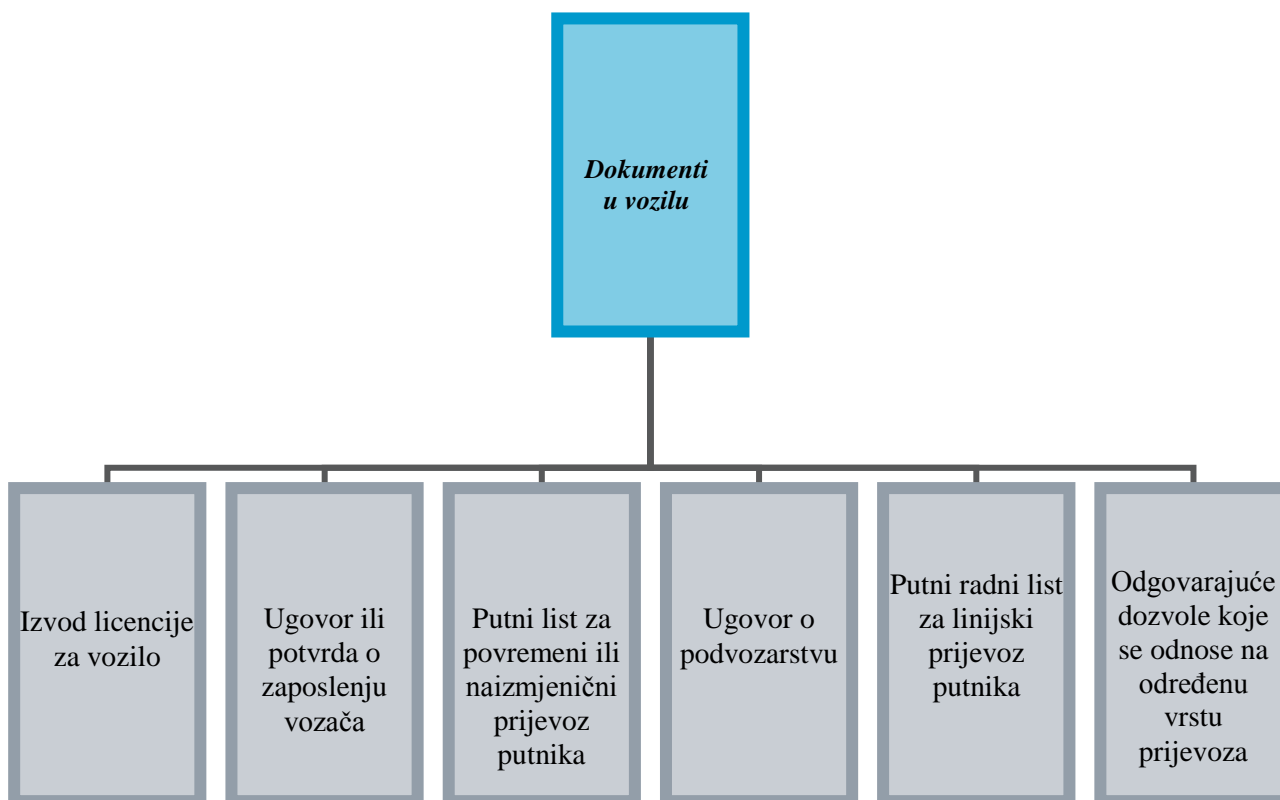 Dokumenti
u vozilu
Izvod licencije
za vozilo
Ugovor ili
potvrda o
zaposlenju
vozača
Putni list za
povremeni ili
naizmjenični
prijevoz
putnika
Ugovor o
podvozarstvu
Putni radni list
za linijski
prijevoz
putnika
Odgovarajuće
dozvole koje
se odnose na
određenu
vrstu
prijevoza